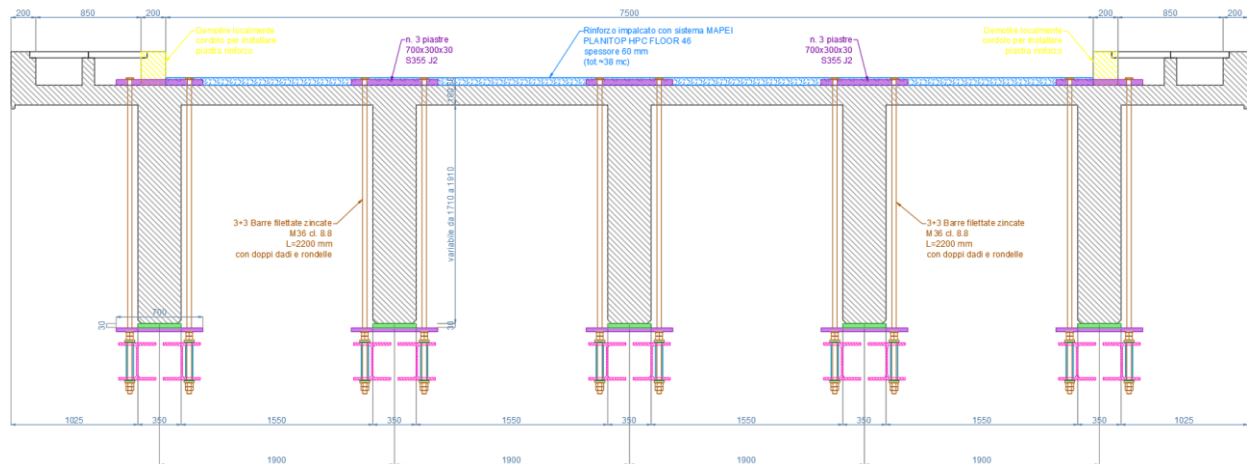 200 850 200 7500 200 850 200
Demolire localmente
cordolo per installare
piastra rinforzo
n. 3 piastre
700x300x30
S355 J2
Rinforzo impalcato con sistema MAPEI
PLANITOP HPC FLOOR 46
spessore 60 mm
(tot.≈38 mc)
n. 3 piastre
700x300x30
S355 J2
Demolire localmente
cordolo per installare
piastra rinforzo
variabile da 1710 a 1910
3+3 Barre filettate zincate
M36 cl. 8.8
L=2200 mm
con doppi dadi e rondelle
3+3 Barre filettate zincate
M36 cl. 8.8
L=2200 mm
con doppi dadi e rondelle
700
30
30
1025 350 1550 350 1550 350 1550 350 1550 350 1025
1900 1900 1900 1900